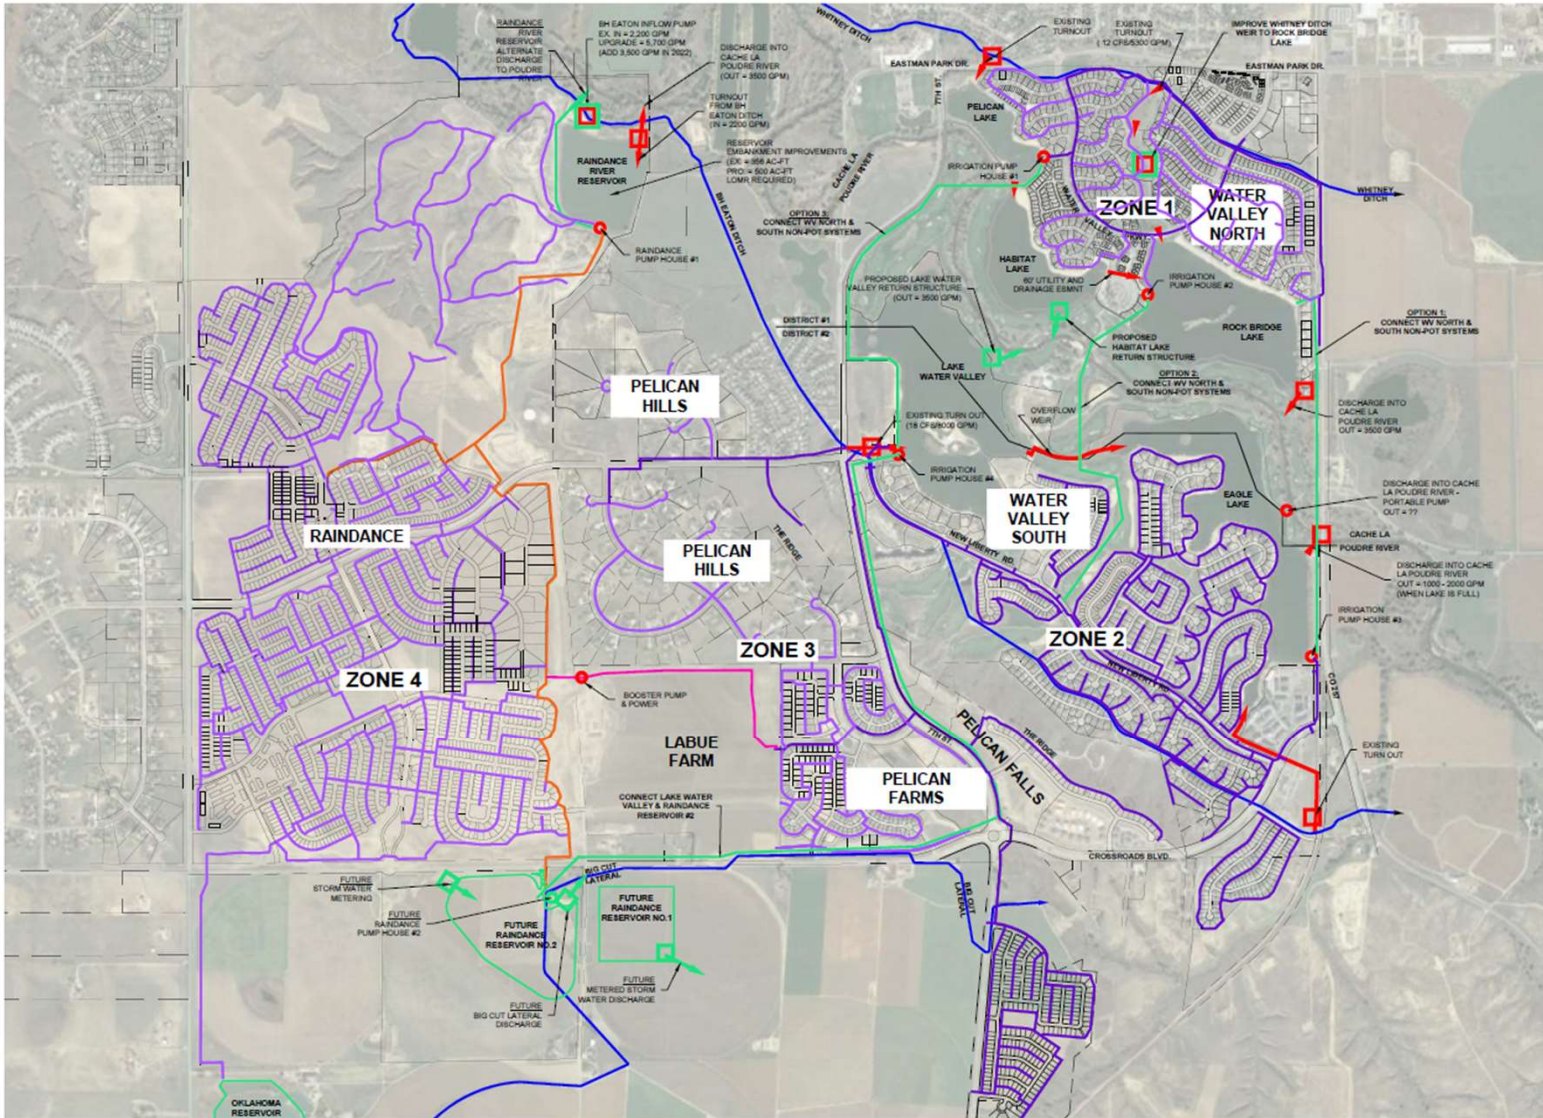 RAINDANCE
RIVER
RESERVOIR
ALTERNATE
DISCHARGE
TO POUDRE
RIVER
BH EATON INFLOW PUMP
EX. IN = 2,200 GPM
UPGRADE = 5,700 GPM
(ADD 3,500 GPM IN 2022)
DISCHARGE INTO
CACHE LA
POUDRE RIVER
(OUT = 3500 GPM)
TURNOUT
FROM BH
EATON DITCH
(IN = 2200 GPM)
RESERVOIR
EMBANKMENT IMPROVEMENTS
(EX: 356 AC-FT
PRO: = 500 AC-FT
LOMR REQUIRED)
RAINDANCE
RIVER
RESERVOIR
RAINDANCE
PUMP HOUSE #1
BH EATON DITCH
WHITNEY DITCH
EXISTING
TURNOUT
EXISTING
TURNOUT
( 12 CFS/5300 GPM)
IMPROVE WHITNEY DITCH
WEIR TO ROCK BRIDGE
LAKE
EASTMAN PARK DR.
EASTMAN PARK DR.
7TH ST.
PELICAN
LAKE
CACHE LA
POUDRE RIVER
IRRIGATION PUMP
HOUSE #1
WATER VALLEY PKWY
ZONE 1
WATER
VALLEY
NORTH
WHITNEY
DITCH
OPTION 3:
CONNECT WV NORTH &
SOUTH NON-POT SYSTEMS
HABITAT
LAKE
60' UTILITY AND
DRAINAGE ESMNT
IRRIGATION
PUMP HOUSE #2
PROPOSED LAKE WATER
VALLEY RETURN STRUCTURE
(OUT = 3500 GPM)
DISTRICT #1
DISTRICT #2
PROPOSED
HABITAT LAKE
RETURN STRUCTURE
ROCK BRIDGE
LAKE
OPTION 1:
CONNECT WV NORTH &
SOUTH NON-POT SYSTEMS
LAKE
WATER VALLEY
OPTION 2:
CONNECT WV NORTH &
SOUTH NON-POT SYSTEMS
OVERFLOW
WEIR
EXISTING TURN OUT
(18 CFS/8000 GPM)
DISCHARGE INTO
CACHE LA
POUDRE RIVER
OUT = 3500 GPM
IRRIGATION
PUMP HOUSE #4
PELICAN
HILLS
RAINDANCE
PELICAN
HILLS
THE RIDGE
WATER
VALLEY
SOUTH
NEW LIBERTY RD.
EAGLE
LAKE
DISCHARGE INTO CACHE
LA POUDRE RIVER -
PORTABLE PUMP
OUT = ??
CACHE LA
POUDRE RIVER
DISCHARGE INTO CACHE
LA POUDRE RIVER
OUT = 1000 - 2000 GPM
(WHEN LAKE IS FULL)
IRRIGATION
PUMP HOUSE #3
ZONE 2
ZONE 3
ZONE 4
NEW LIBERTY RD
CO 257
BOOSTER PUMP
& POWER
LABUE
FARM
7TH ST
PELICAN FALLS
THE RIDGE
PELICAN
FARMS
EXISTING
TURN OUT
CONNECT LAKE WATER
VALLEY & RAINDANCE
RESERVOIR #2
CROSSROADS BLVD.
FUTURE
STORM WATER
METERING
FUTURE
RAINDANCE
PUMP HOUSE #2
BIG CUT
LATERAL
FUTURE
RAINDANCE
RESERVOIR NO.2
FUTURE
RAINDANCE
RESERVOIR NO.1
BIG CUT
LATERAL
FUTURE
METERED STORM
WATER DISCHARGE
FUTURE
BIG CUT LATERAL
DISCHARGE
OKLAHOMA
RESERVOIR